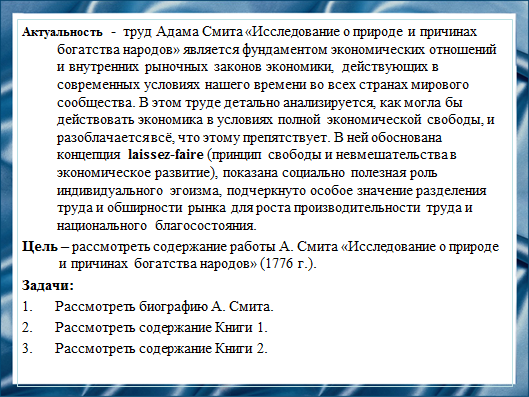 Актуальность - труд Адама Смита «Исследование о природе и причинах
богатства народов» является фундаментом экономических отношений
и внутренних рыночных законов экономики, действующих в
современных условиях нашего времени во всех странах мирового
сообщества. В этом труде детально анализируется, как могла бы
действовать экономика в условиях полной экономической свободы, и
разоблачается всё, что этому препятствует. В ней обоснована
концепция laissez-faire (принцип свободы и невмешательства в
экономическое развитие), показана социально полезная роль
индивидуального эгоизма, подчеркнуто особое значение разделения
труда и обширности рынка для роста производительности труда и
национального благосостояния.
Цель – рассмотреть содержание работы А. Смита «Исследование о природе
и причинах богатства народов» (1776 г.).
Задачи:
1. Рассмотреть биографию А. Смита.
2. Рассмотреть содержание Книги 1.
3. Рассмотреть содержание Книги 2.